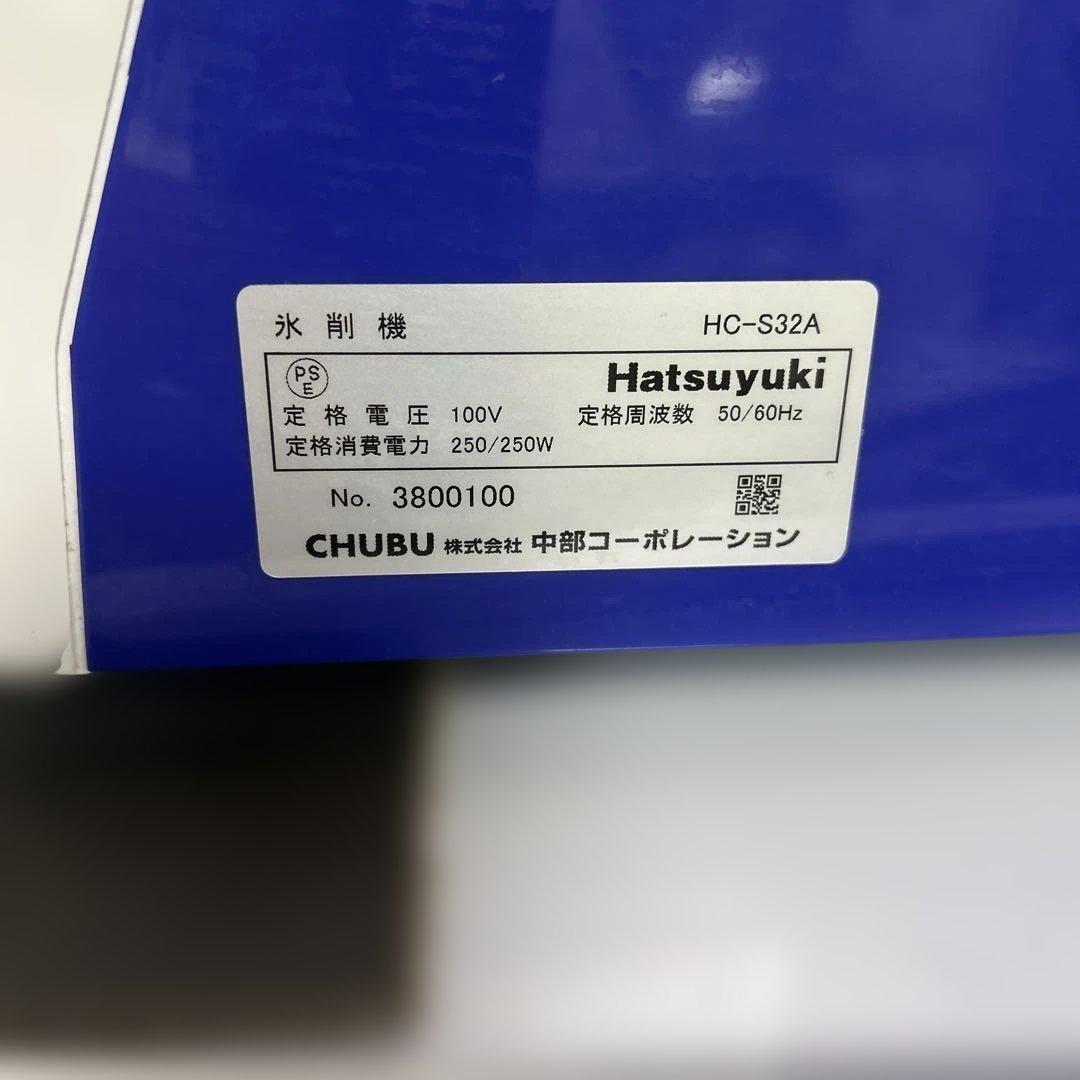 氷削機 HC-S32A
PS
E
Hatsuyuki
定格電圧 100V 定格周波数 50/60Hz
定格消費電力 250/250W
No. 3800100
CHUBU 株式会社 中部コーポレーション